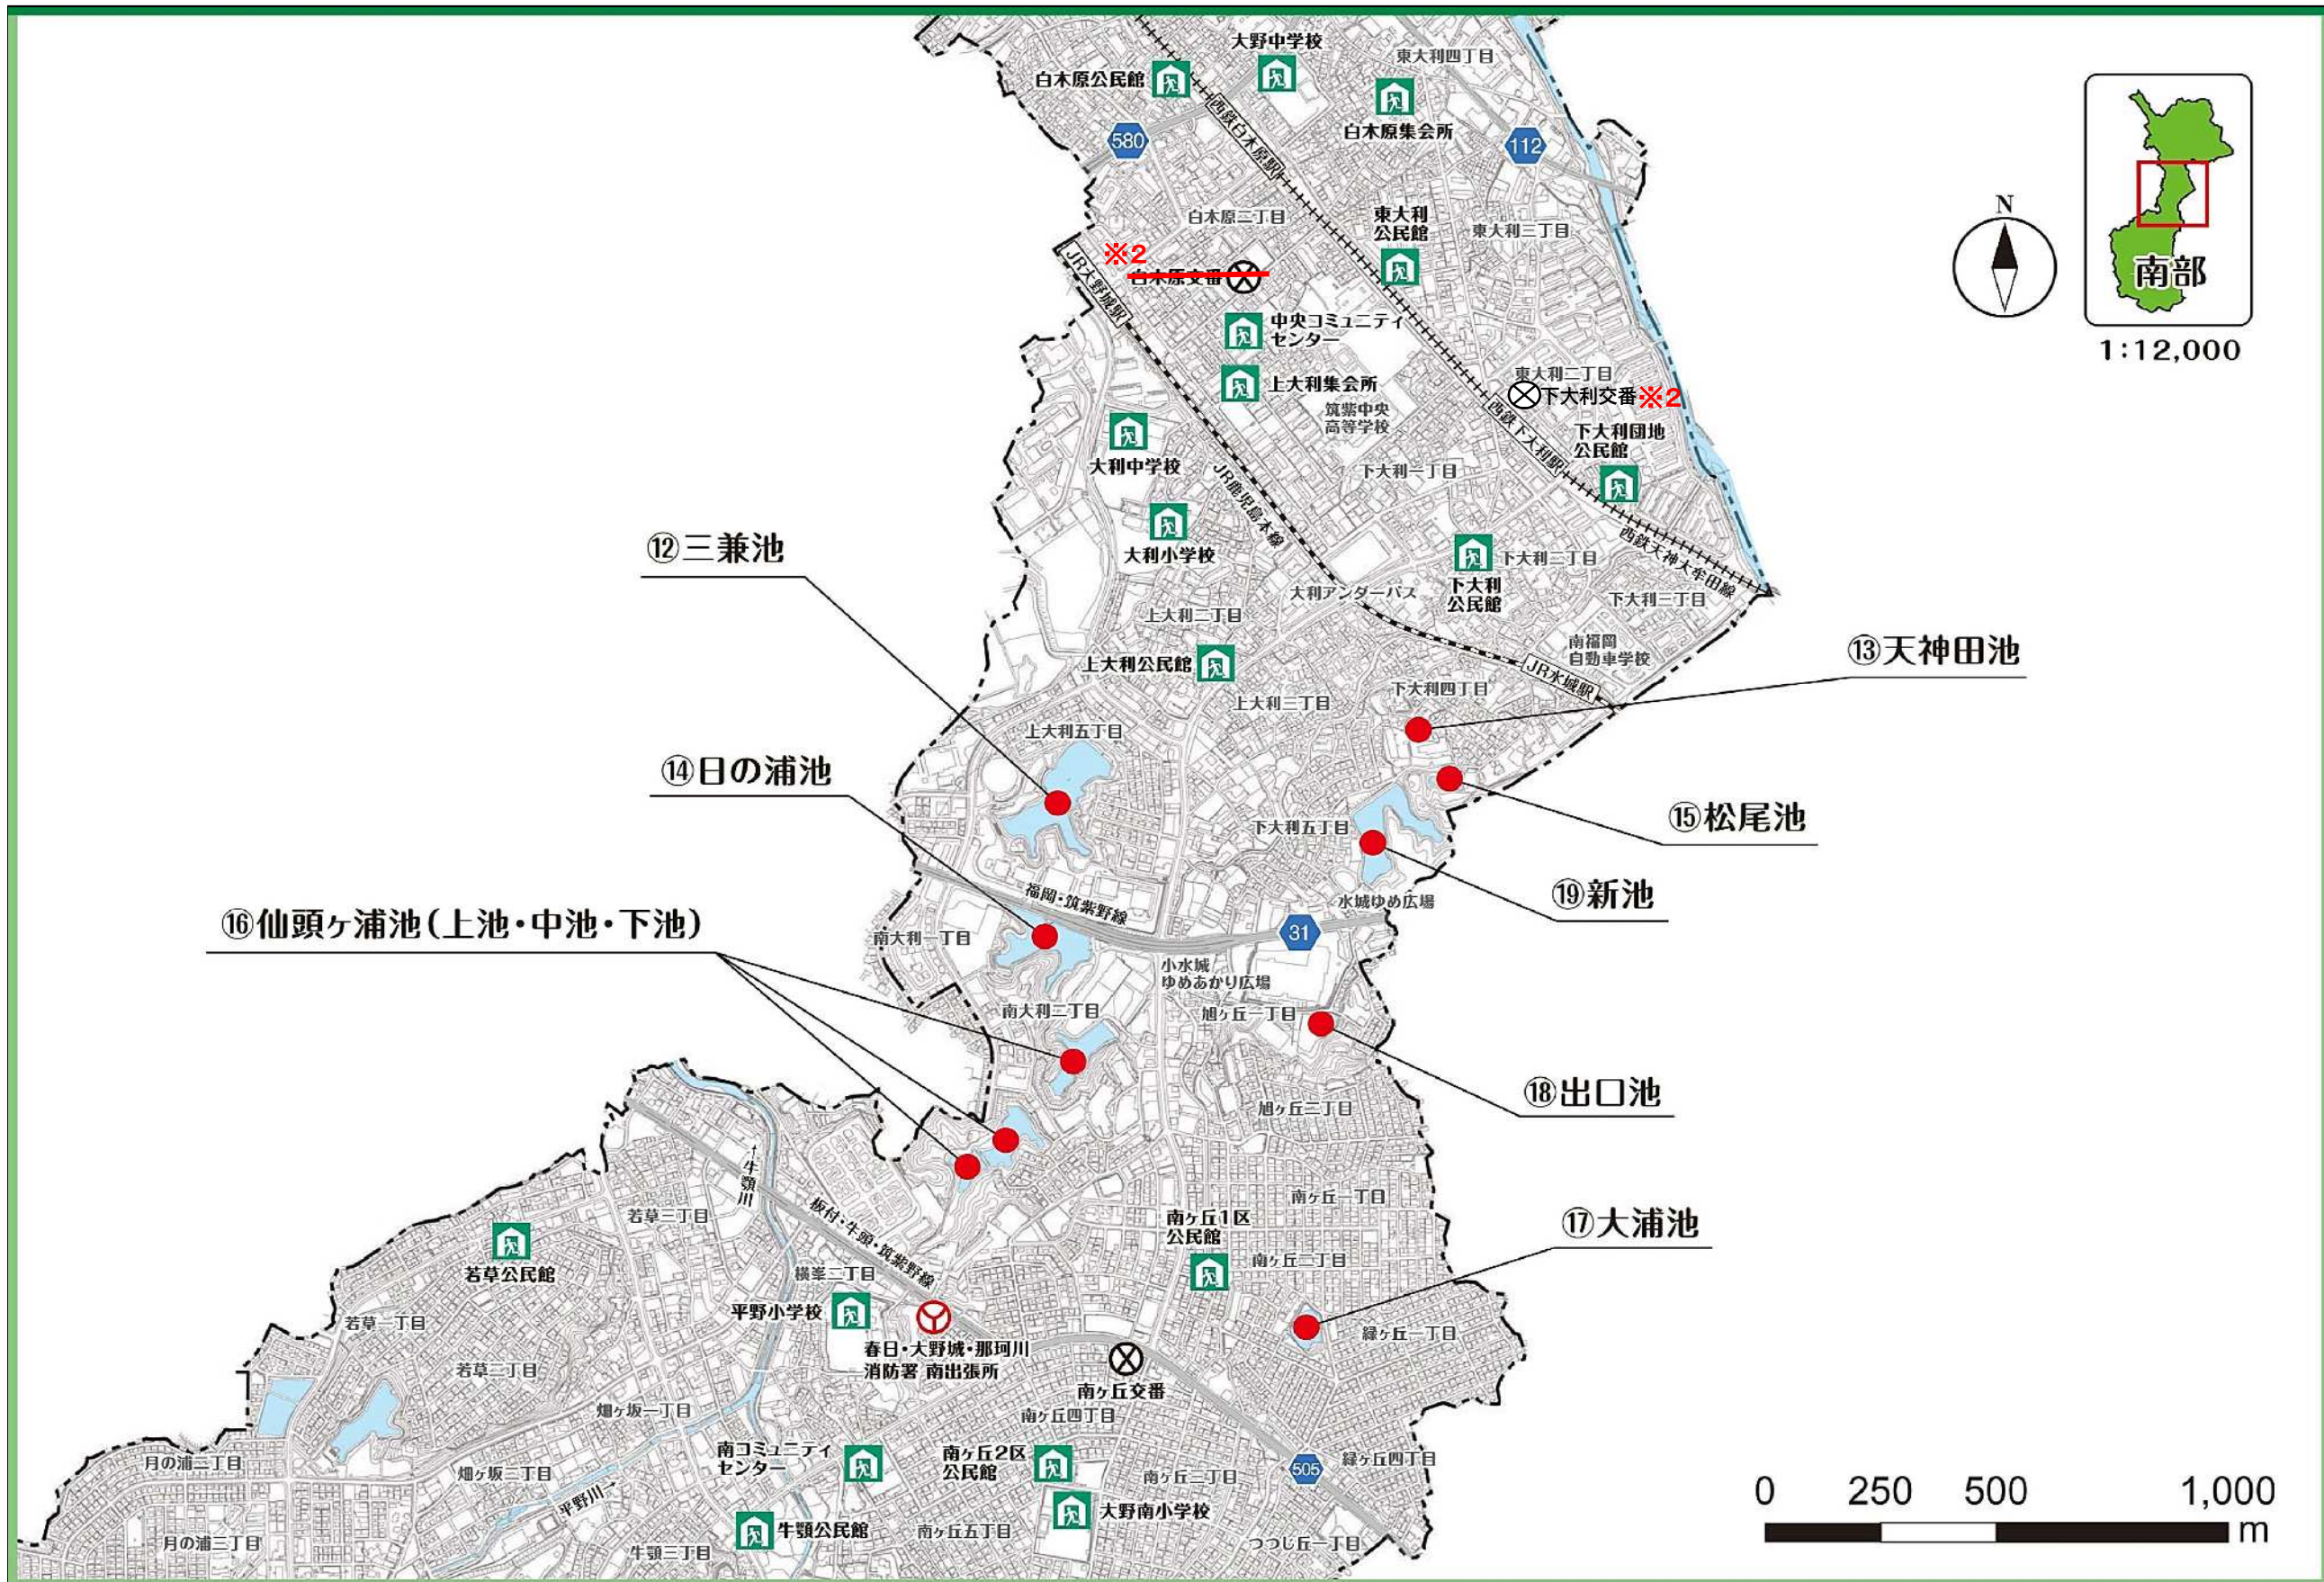 大野中学校
東大利四丁目
白木原公民館
白木原集会所
西鉄白木原駅
580
112
白木原二丁目
東大利
公民館
東大利三丁目
N
南部
1:12,000
※2
白木原交番
JR大野城駅
中央コミュニティ
センター
上大利集会所
東大利二丁目
下大利交番※2
筑紫中央
高等学校
西鉄下大利駅
下大利団地
公民館
大利中学校
下大利一丁目
JR鹿児島本線
大利小学校
⑫三兼池
西鉄天神大牟田線
下大利二丁目
下大利
公民館
大利アンダーパス
下大利三丁目
上大利二丁目
南福岡
自動車学校
⑬天神田池
上大利公民館
JR水城駅
下大利四丁目
上大利三丁目
上大利五丁目
⑭日の浦池
⑮松尾池
下大利五丁目
⑲新池
福岡・筑紫野線
水城ゆめ広場
⑯仙頭ヶ浦池(上池・中池・下池)
南大利一丁目
31
小水城
ゆめあかり広場
南大利二丁目
旭ヶ丘一丁目
⑱出口池
旭ヶ丘二丁目
←牛頸川
南ヶ丘一丁目
若草三丁目
板付・牛頸・筑紫野線
南ヶ丘1区
公民館
⑰大浦池
若草公民館
横峯二丁目
南ヶ丘二丁目
平野小学校
若草一丁目
春日・大野城・那珂川
消防署 南出張所
緑ヶ丘一丁目
若草二丁目
南ヶ丘交番
畑ヶ坂一丁目
南ヶ丘四丁目
南コミュニティ
センター
南ヶ丘2区
公民館
緑ヶ丘四丁目
月の浦二丁目
畑ヶ坂二丁目
505
平野川→
大野南小学校
牛頸公民館
南ヶ丘五丁目
月の浦三丁目
牛頸三丁目
つつじ丘一丁目
0 250 500 1,000
m